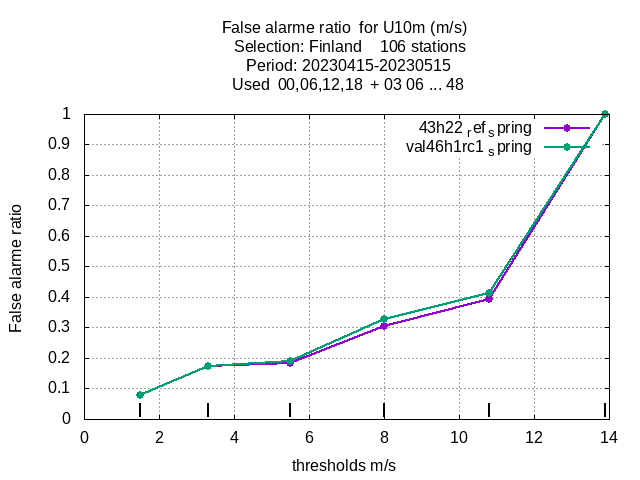 False alarme ratio  for U10m (m/s)
Selection: Finland    106 stations
Period: 20230415-20230515
Used  00,06,12,18  + 03 06 ... 48
43h22 ref spring
val46h1rc1 spring
1
0.9
0.8
0.7
0.6
0.5
0.4
0.3
0.2
0.1
0
False alarme ratio
0 2 4 6 8 10 12 14
thresholds m/s